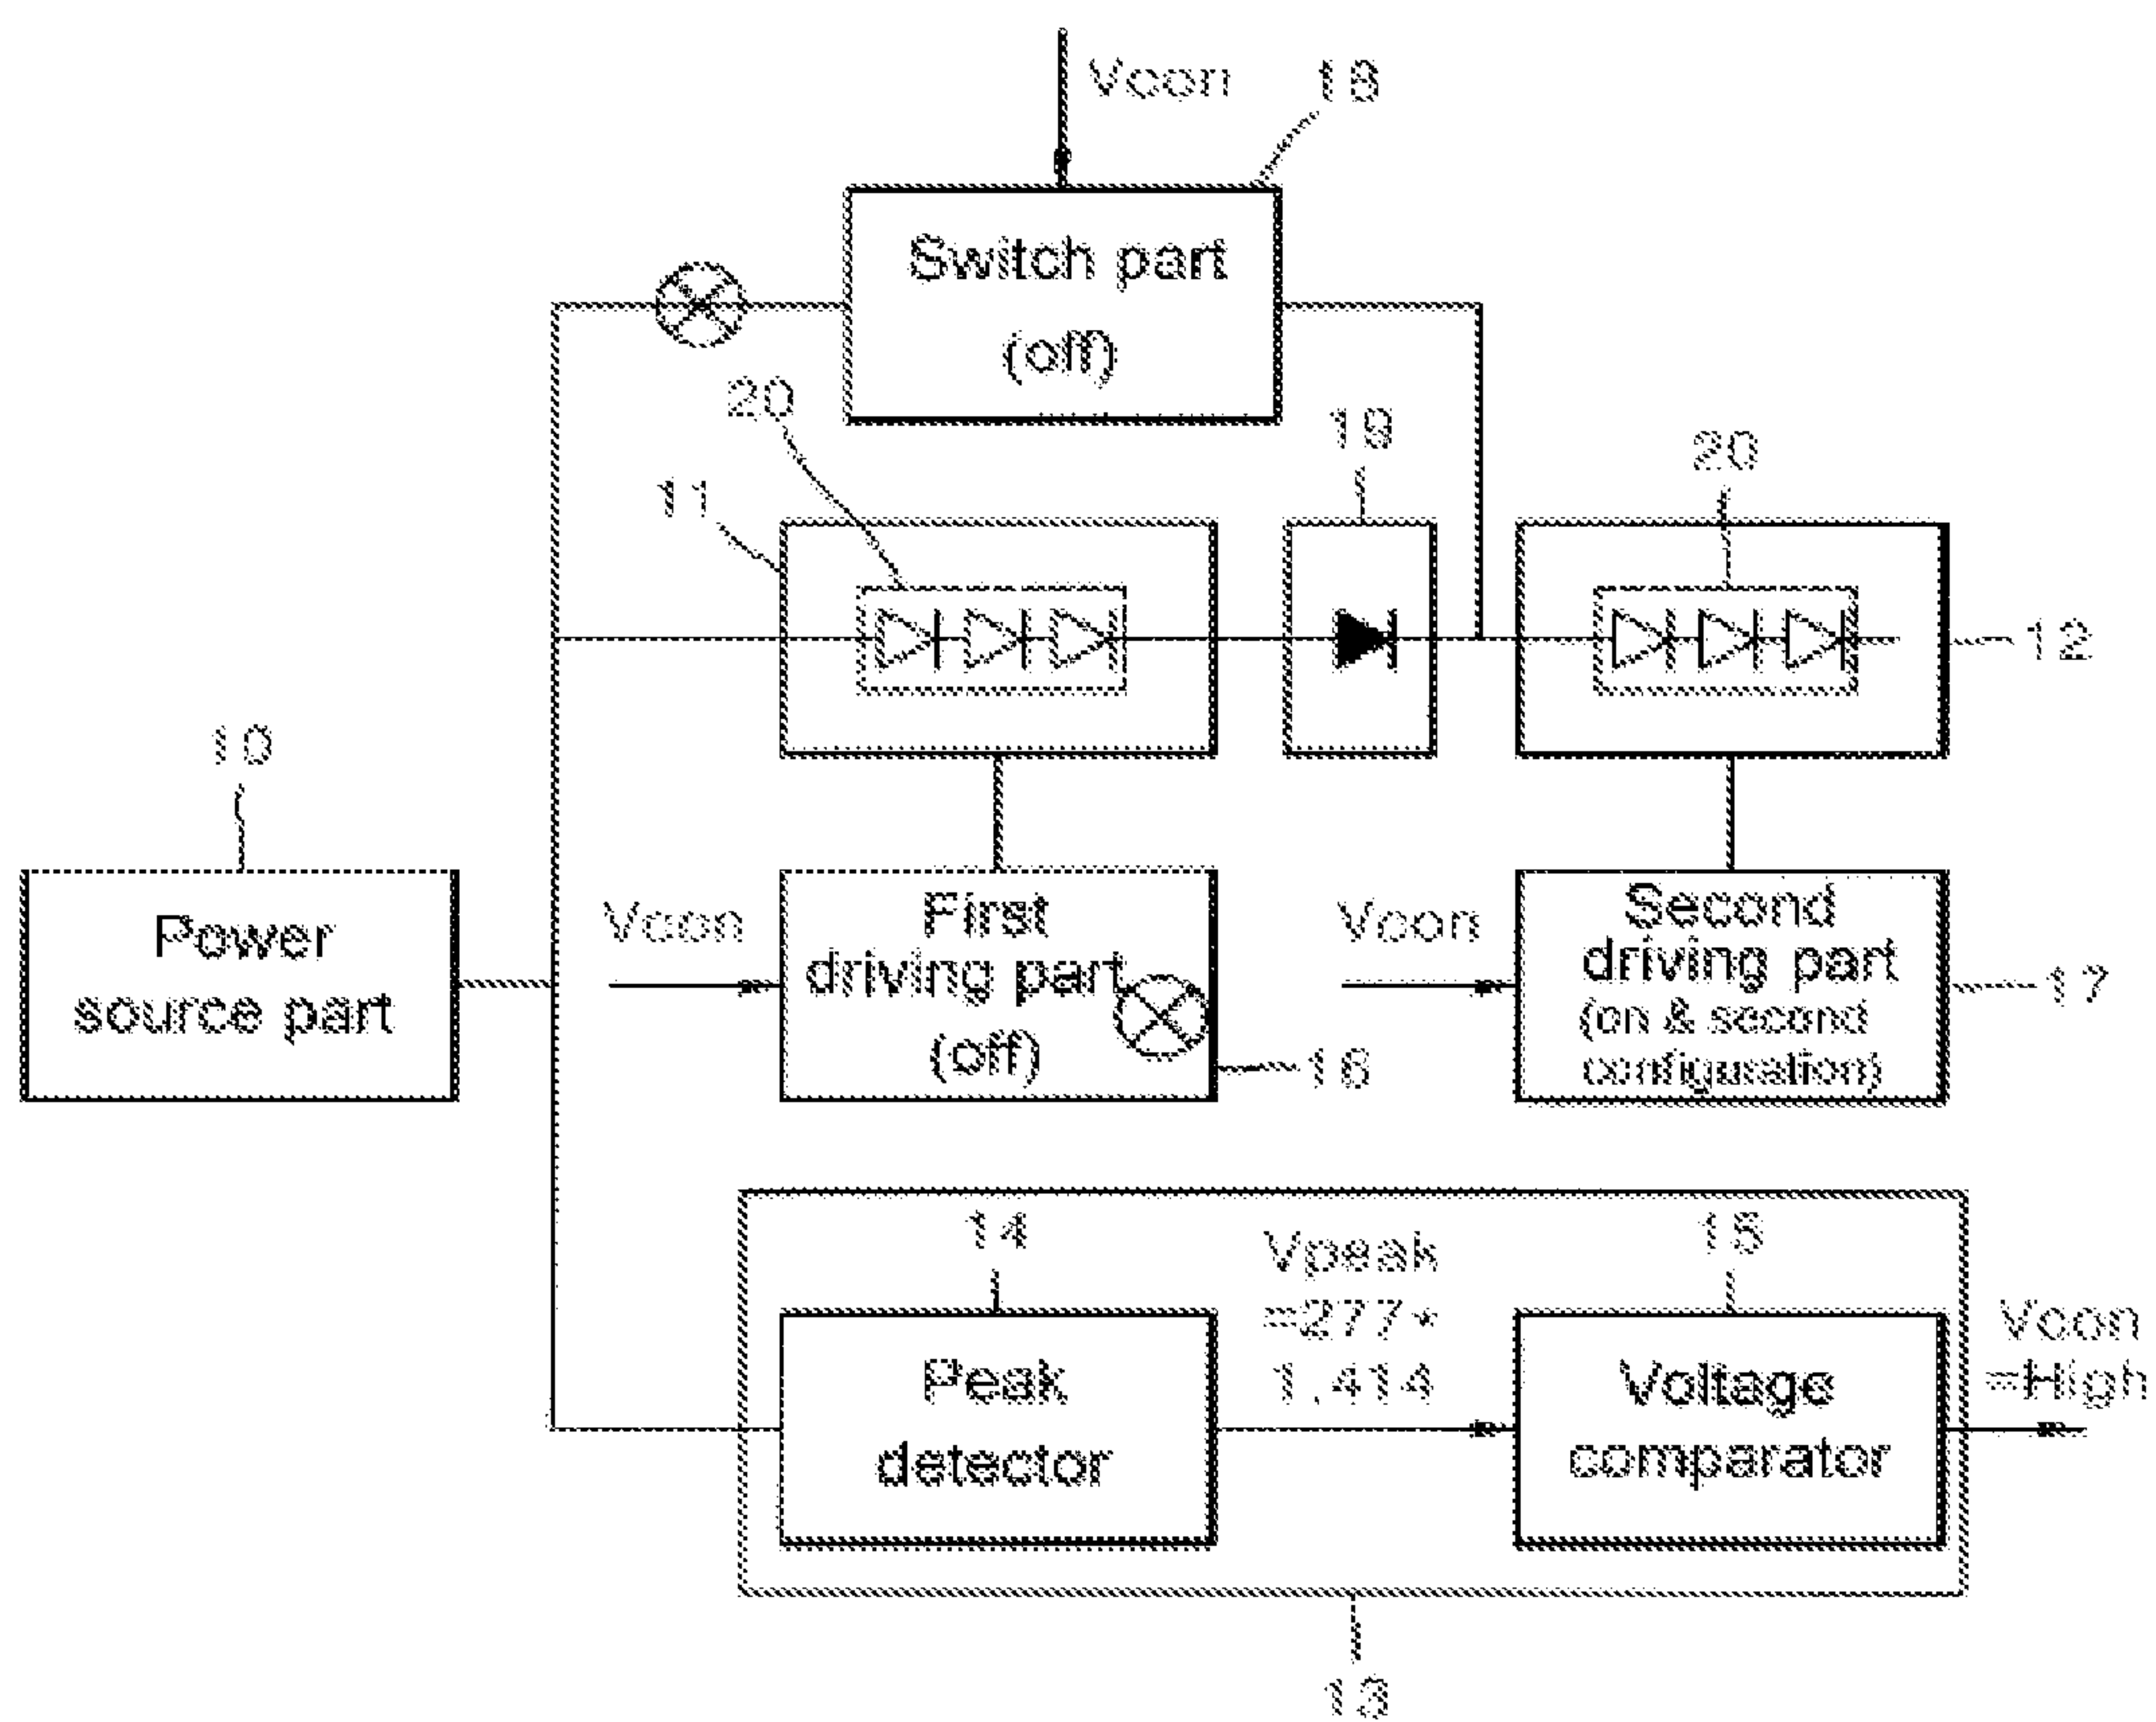 Vcon
18
Switch part
(off)
20
19
20
11
12
10
Power
source part
Vcon
First
driving part
(off)
16
Vcon
Second
driving part
(on & second
configuration)
17
14
Vpeak
=277*
1.414
15
Vcon
=High
Peak
detector
Voltage
comparator
13